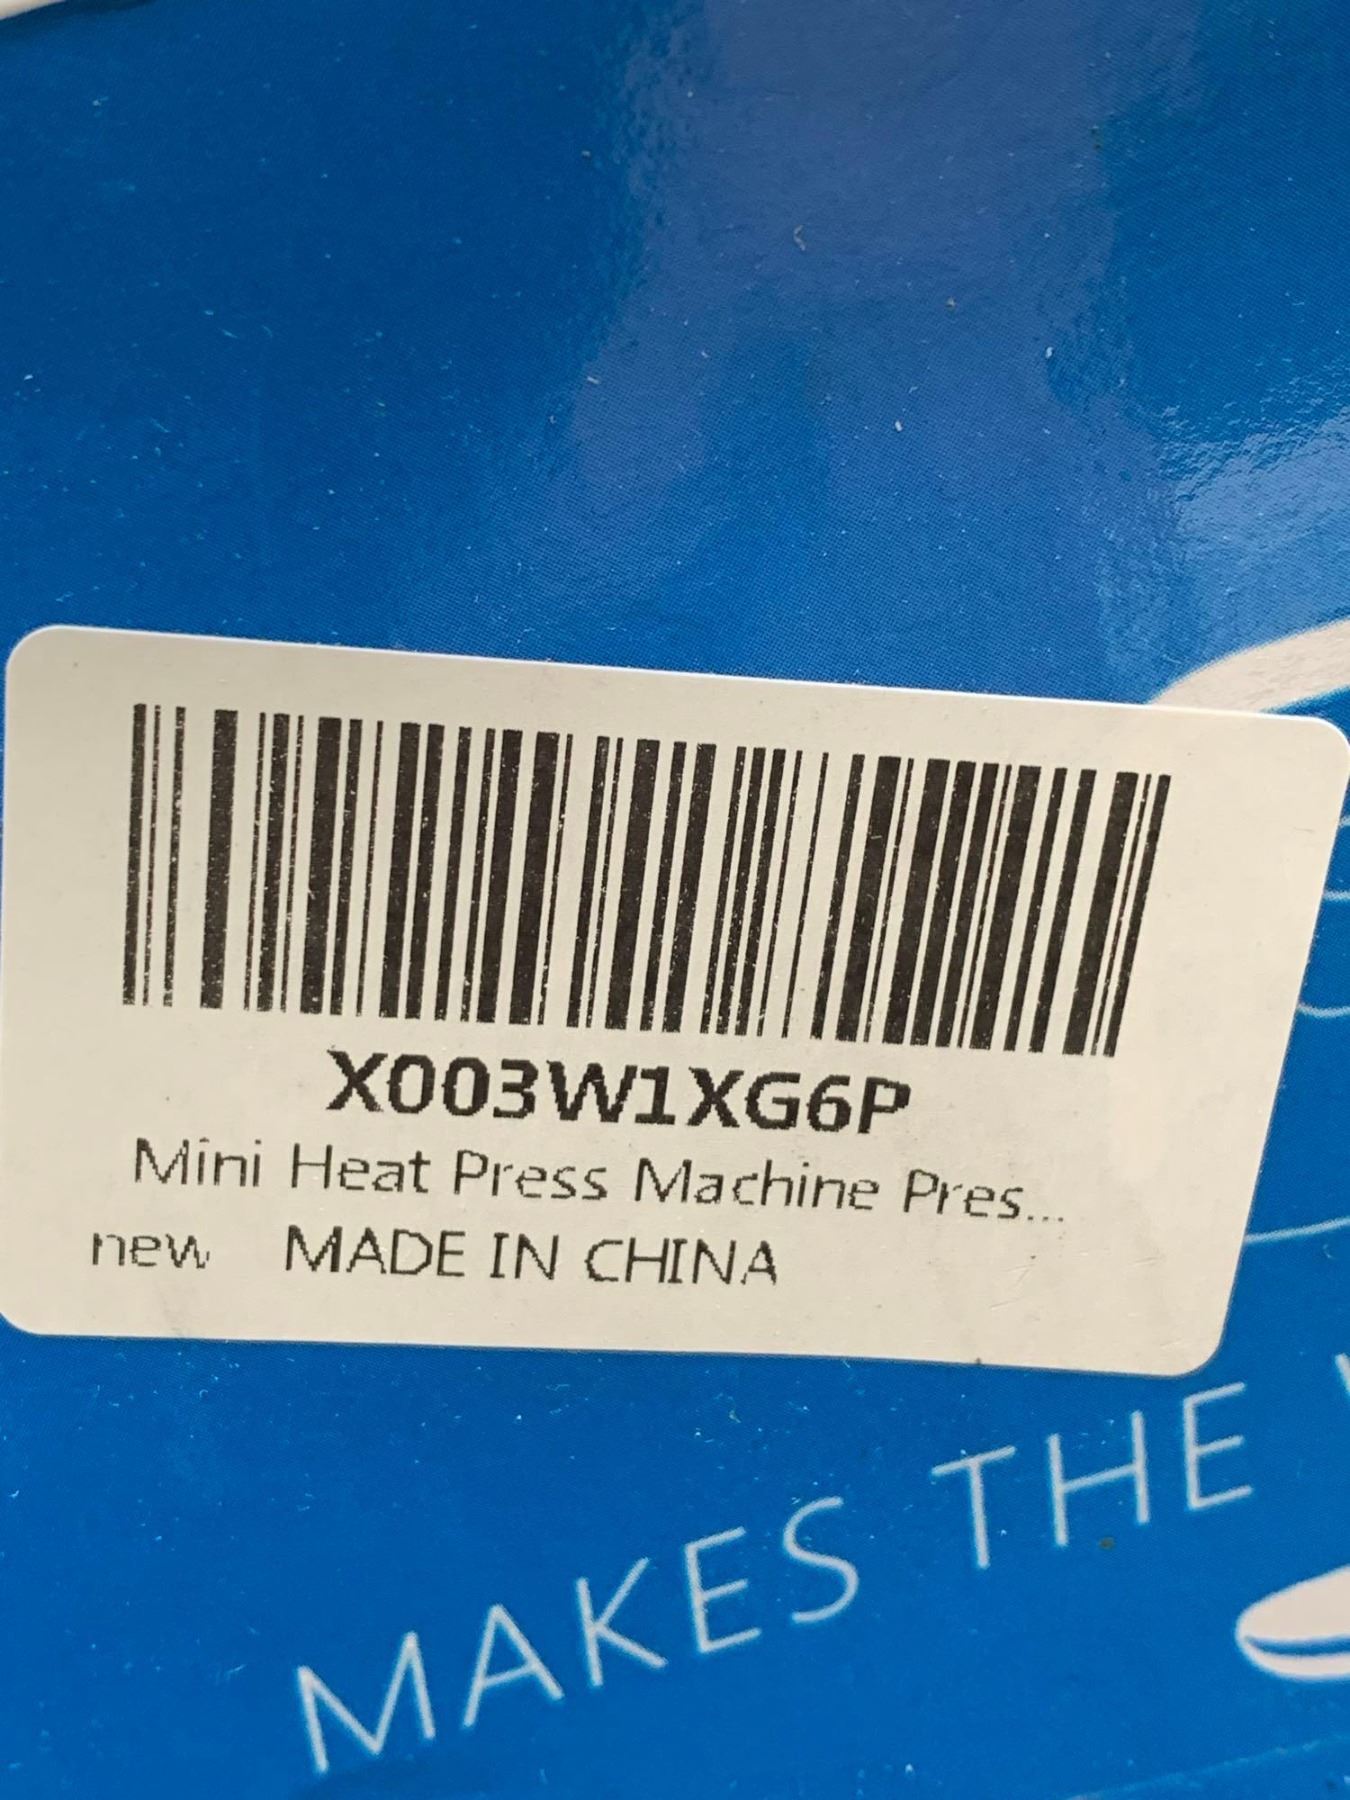 X003W1XG6P
Mini Heat Press Machine Pres...
new MADE IN CHINA
MAKES THE